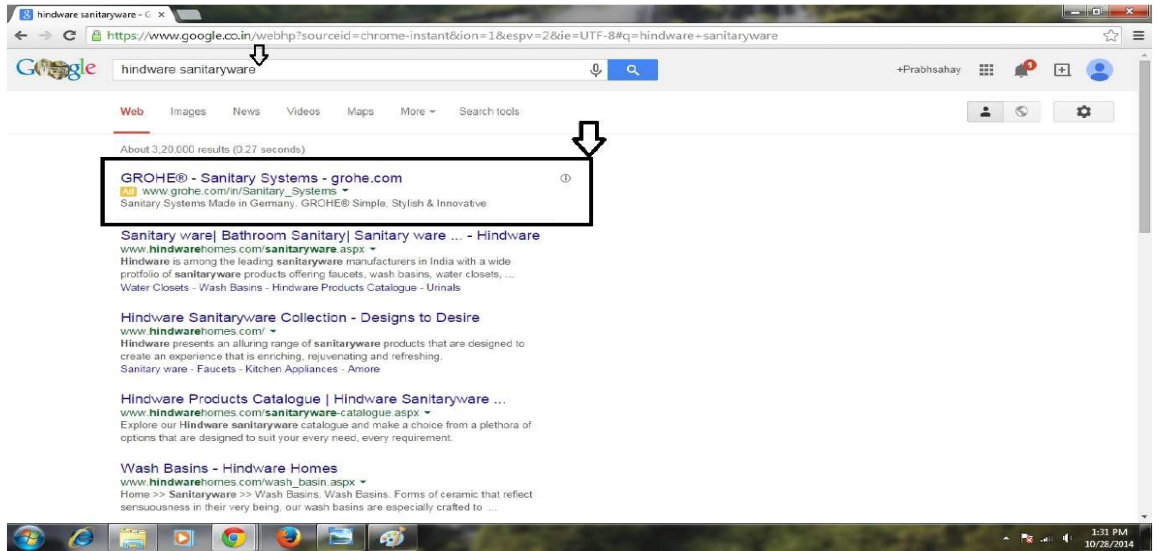 hindware sanitaryware - G
https://www.google.co.in/webhp?sourceid=chrome-instant&ion=1&espv=2&ie=UTF-8#q=hindware+sanitaryware
Google
hindware sanitaryware
+Prabhsahay
1
Web Images News Videos Maps More Search tools
About 3,20,000 results (0.27 seconds)
GROHE® - Sanitary Systems - grohe.com
Ad www.grohe.com/in/Sanitary_Systems
Sanitary Systems Made in Germany. GROHE® Simple, Stylish & Innovative
Sanitary ware| Bathroom Sanitary| Sanitary ware ... - Hindware
www.hindwarehomes.com/sanitaryware.aspx
Hindware is among the leading sanitaryware manufacturers in India with a wide
protfolio of sanitaryware products offering faucets, wash basins, water closets, ...
Water Closets - Wash Basins - Hindware Products Catalogue - Urinals
Hindware Sanitaryware Collection - Designs to Desire
www.hindwarehomes.com/
Hindware presents an alluring range of sanitaryware products that are designed to
create an experience that is enriching, rejuvenating and refreshing.
Sanitary ware - Faucets - Kitchen Appliances - Amore
Hindware Products Catalogue | Hindware Sanitaryware ...
www.hindwarehomes.com/sanitaryware-catalogue.aspx
Explore our Hindware sanitaryware catalogue and make a choice from a plethora of
options that are designed to suit your every need, every requirement.
Wash Basins - Hindware Homes
www.hindwarehomes.com/wash_basin.aspx
Home >> Sanitaryware >> Wash Basins. Wash Basins. Forms of ceramic that reflect
sensuousness in their very being, our wash basins are especially crafted to ...
1:31 PM
10/28/2014